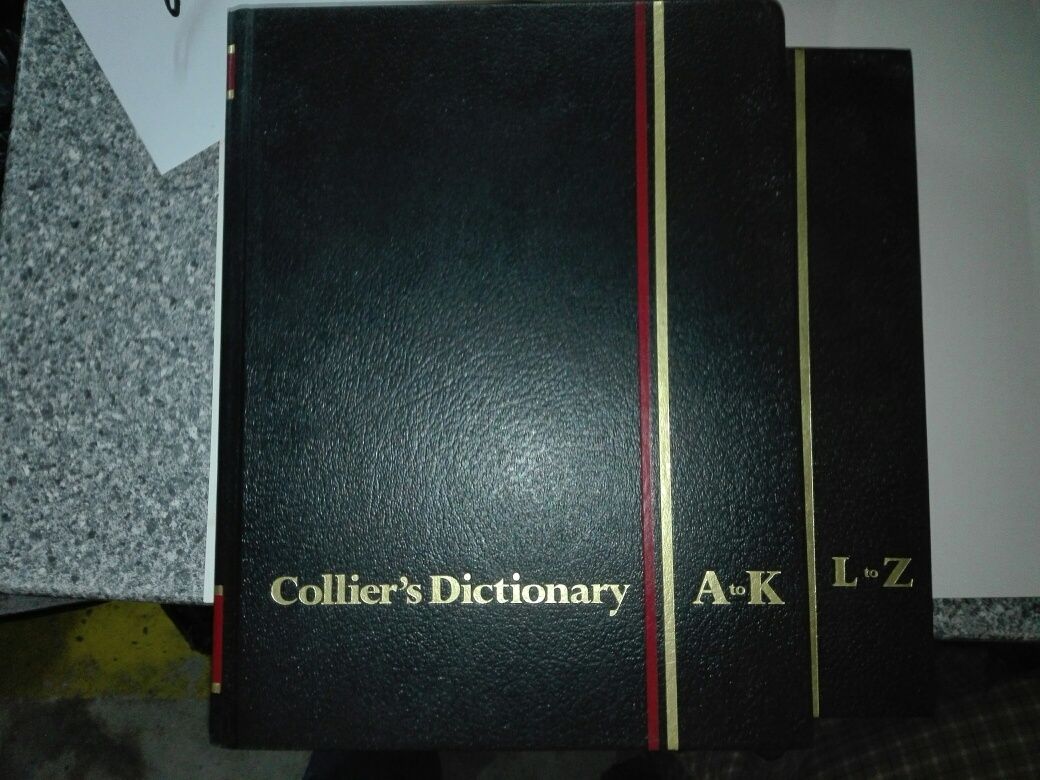 Collier's Dictionary
A to K
L to Z